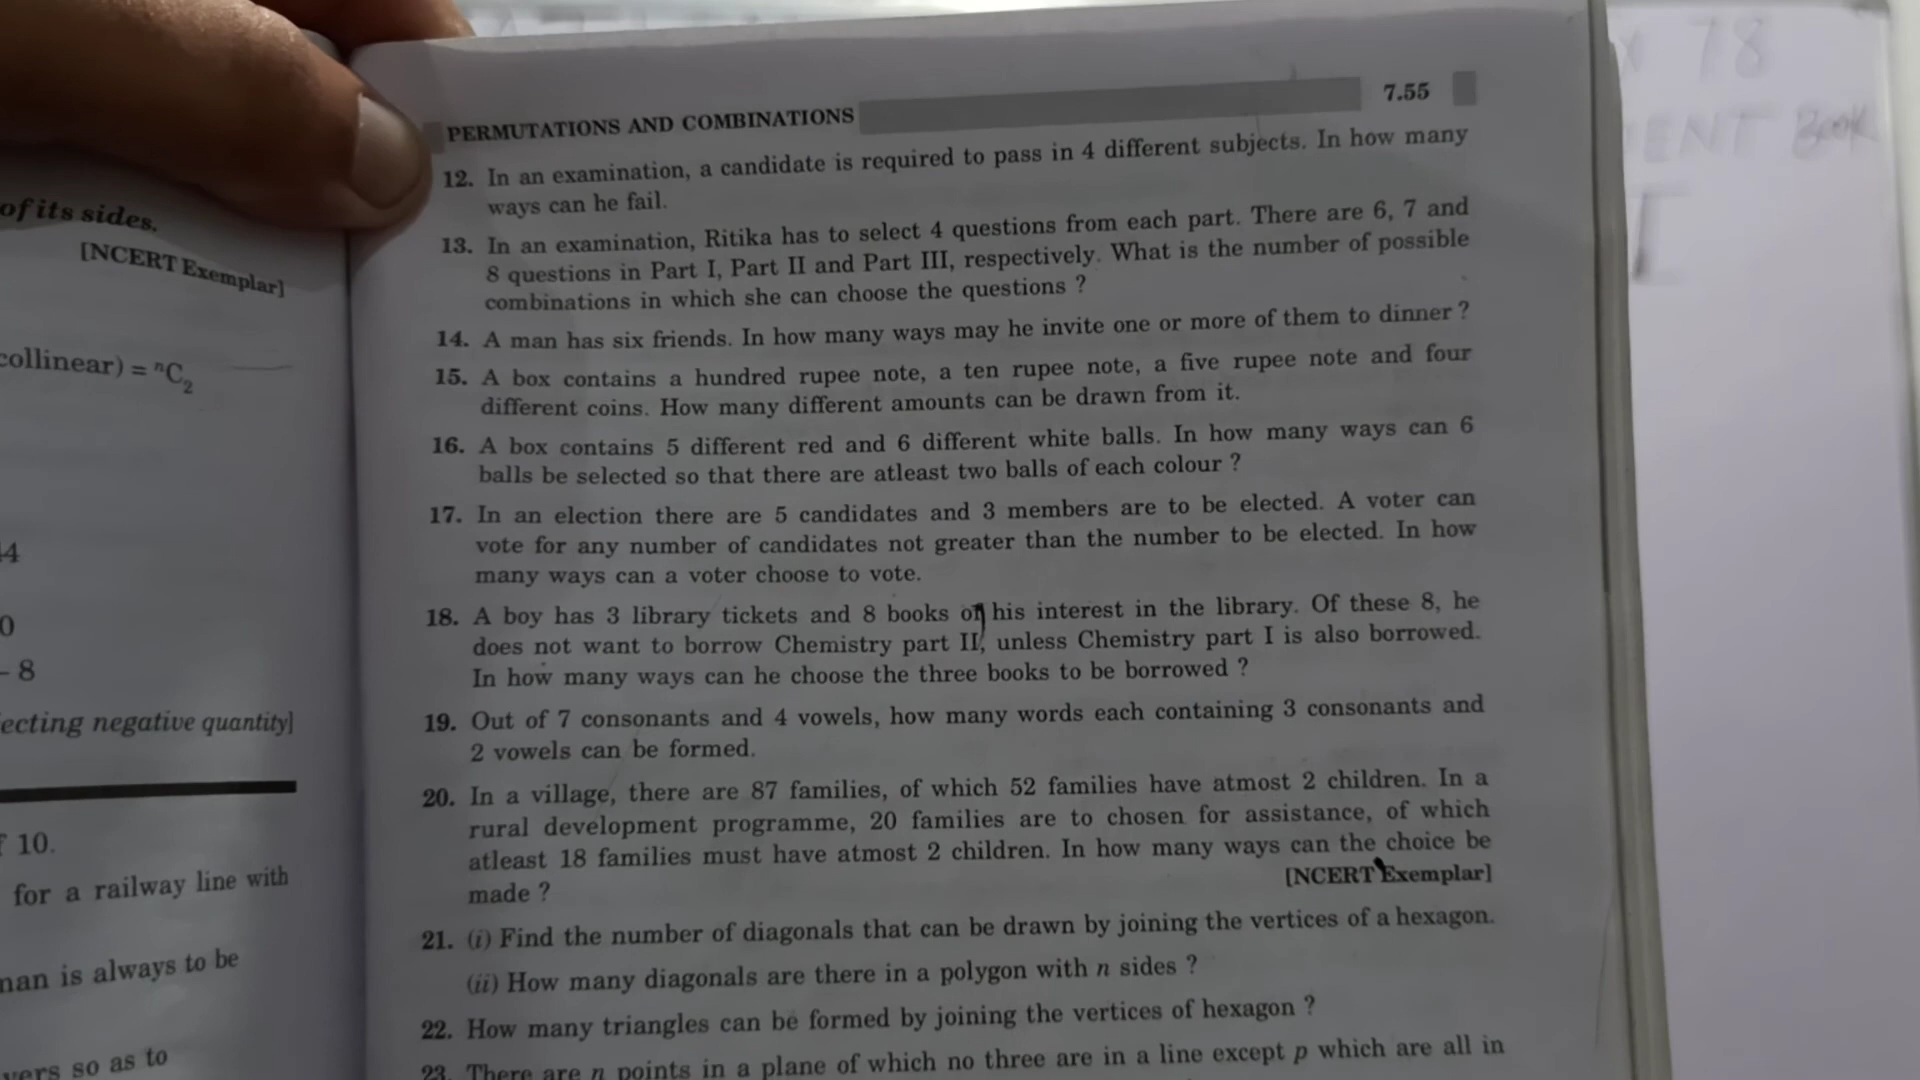 of its sides.
[NCERT Exemplar]
collinear) = ⁿC₂
- 8
ecting negative quantity]
10.
for a railway line with
man is always to be
so as to
PERMUTATIONS AND COMBINATIONS
7.55
12. In an examination, a candidate is required to pass in 4 different subjects. In how many
ways can he fail.
13. In an examination, Ritika has to select 4 questions from each part. There are 6, 7 and
8 questions in Part I, Part II and Part III, respectively. What is the number of possible
combinations in which she can choose the questions ?
14. A man has six friends. In how many ways may he invite one or more of them to dinner ?
15. A box contains a hundred rupee note, a ten rupee note, a five rupee note and four
different coins. How many different amounts can be drawn from it.
16. A box contains 5 different red and 6 different white balls. In how many ways can 6
balls be selected so that there are atleast two balls of each colour ?
17. In an election there are 5 candidates and 3 members are to be elected. A voter can
vote for any number of candidates not greater than the number to be elected. In how
many ways can a voter choose to vote.
18. A boy has 3 library tickets and 8 books of his interest in the library. Of these 8, he
does not want to borrow Chemistry part II, unless Chemistry part I is also borrowed.
In how many ways can he choose the three books to be borrowed ?
19. Out of 7 consonants and 4 vowels, how many words each containing 3 consonants and
2 vowels can be formed.
20. In a village, there are 87 families, of which 52 families have atmost 2 children. In a
rural development programme, 20 families are to chosen for assistance, of which
atleast 18 families must have atmost 2 children. In how many ways can the choice be
made ?
[NCERT Exemplar]
21. (i) Find the number of diagonals that can be drawn by joining the vertices of a hexagon.
(ii) How many diagonals are there in a polygon with n sides ?
22. How many triangles can be formed by joining the vertices of hexagon ?
23. There are n points in a plane of which no three are in a line except p which are all in
78
Book